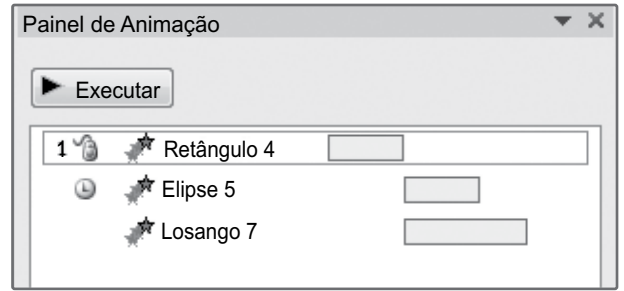 Painel de Animação
Executar
1 Retângulo 4
Elipse 5
Losango 7